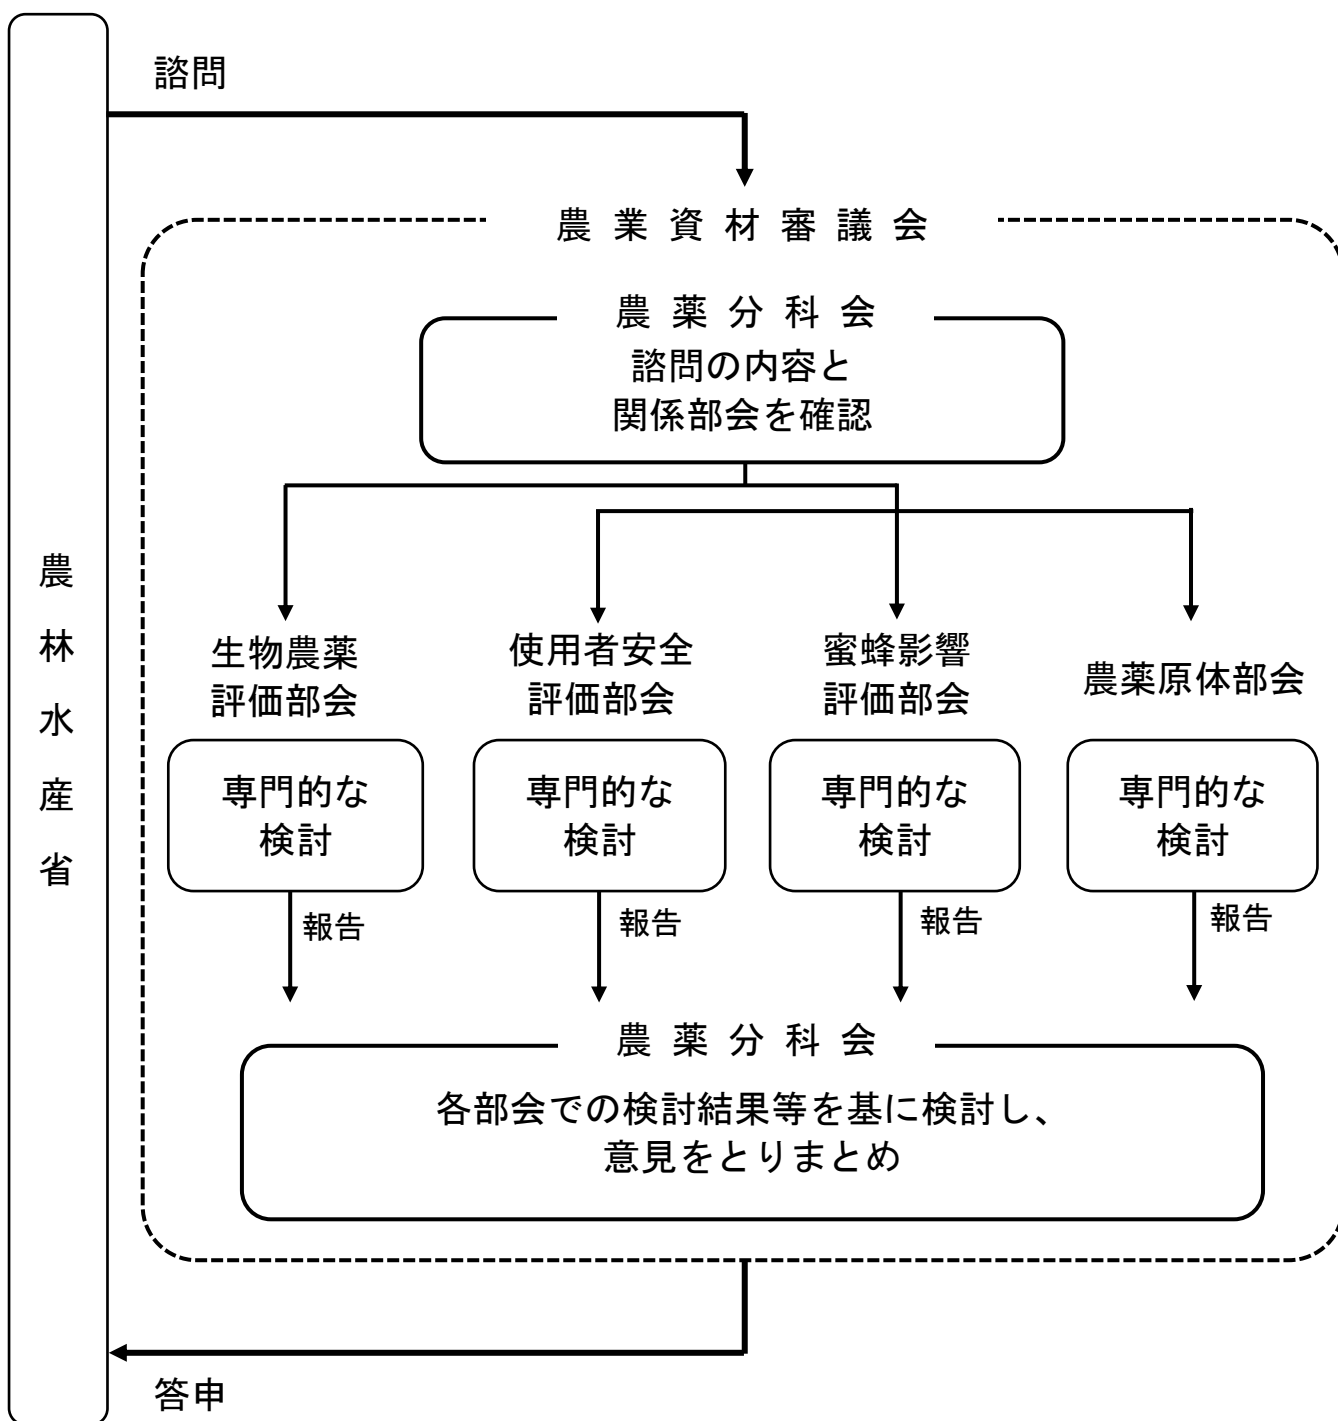 農林水産省
諮問
農業資材審議会
農薬分科会
諮問の内容と
関係部会を確認
生物農薬
評価部会
専門的な
検討
報告
使用者安全
評価部会
専門的な
検討
報告
蜜蜂影響
評価部会
専門的な
検討
報告
農薬原体部会
専門的な
検討
報告
農薬分科会
各部会での検討結果等を基に検討し、
意見をとりまとめ
答申